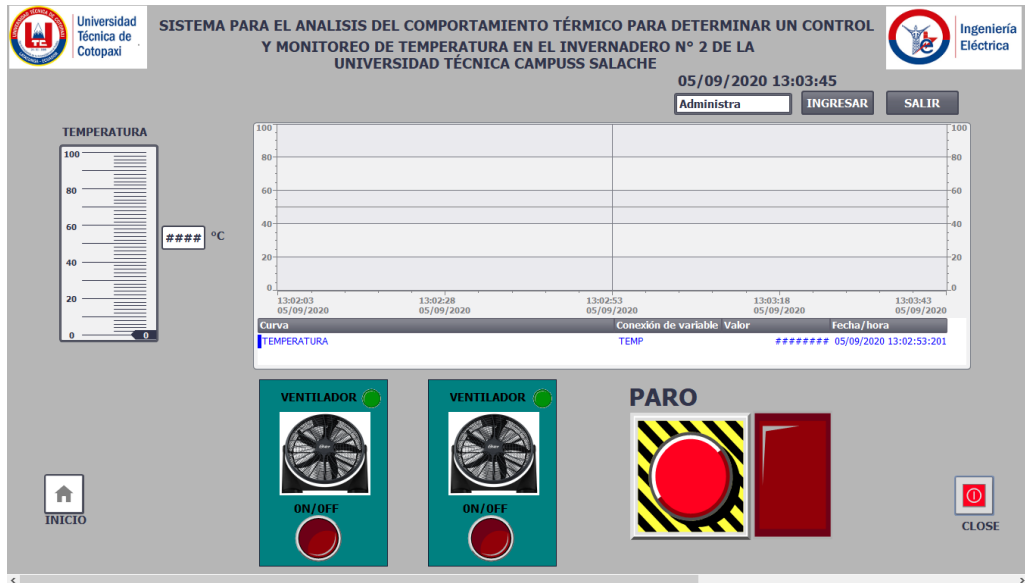 Universidad
Técnica de
Cotopaxi
SISTEMA PARA EL ANALISIS DEL COMPORTAMIENTO TÉRMICO PARA DETERMINAR UN CONTROL
Y MONITOREO DE TEMPERATURA EN EL INVERNADERO N° 2 DE LA
UNIVERSIDAD TÉCNICA CAMPUSS SALACHE
Ingeniería
Eléctrica
05/09/2020 13:03:45
Administra INGRESAR SALIR
TEMPERATURA
100
80
60
40
20
0
0
#### °C
100 100
80 80
60 60
40 40
20 20
0 0
13:02:03 13:02:28 13:02:53 13:03:18 13:03:43
05/09/2020 05/09/2020 05/09/2020 05/09/2020 05/09/2020
Curva Conexión de variable Valor Fecha/hora
TEMPERATURA TEMP ######## 05/09/2020 13:02:53:201
VENTILADOR VENTILADOR PARO
ON/OFF ON/OFF
INICIO
CLOSE